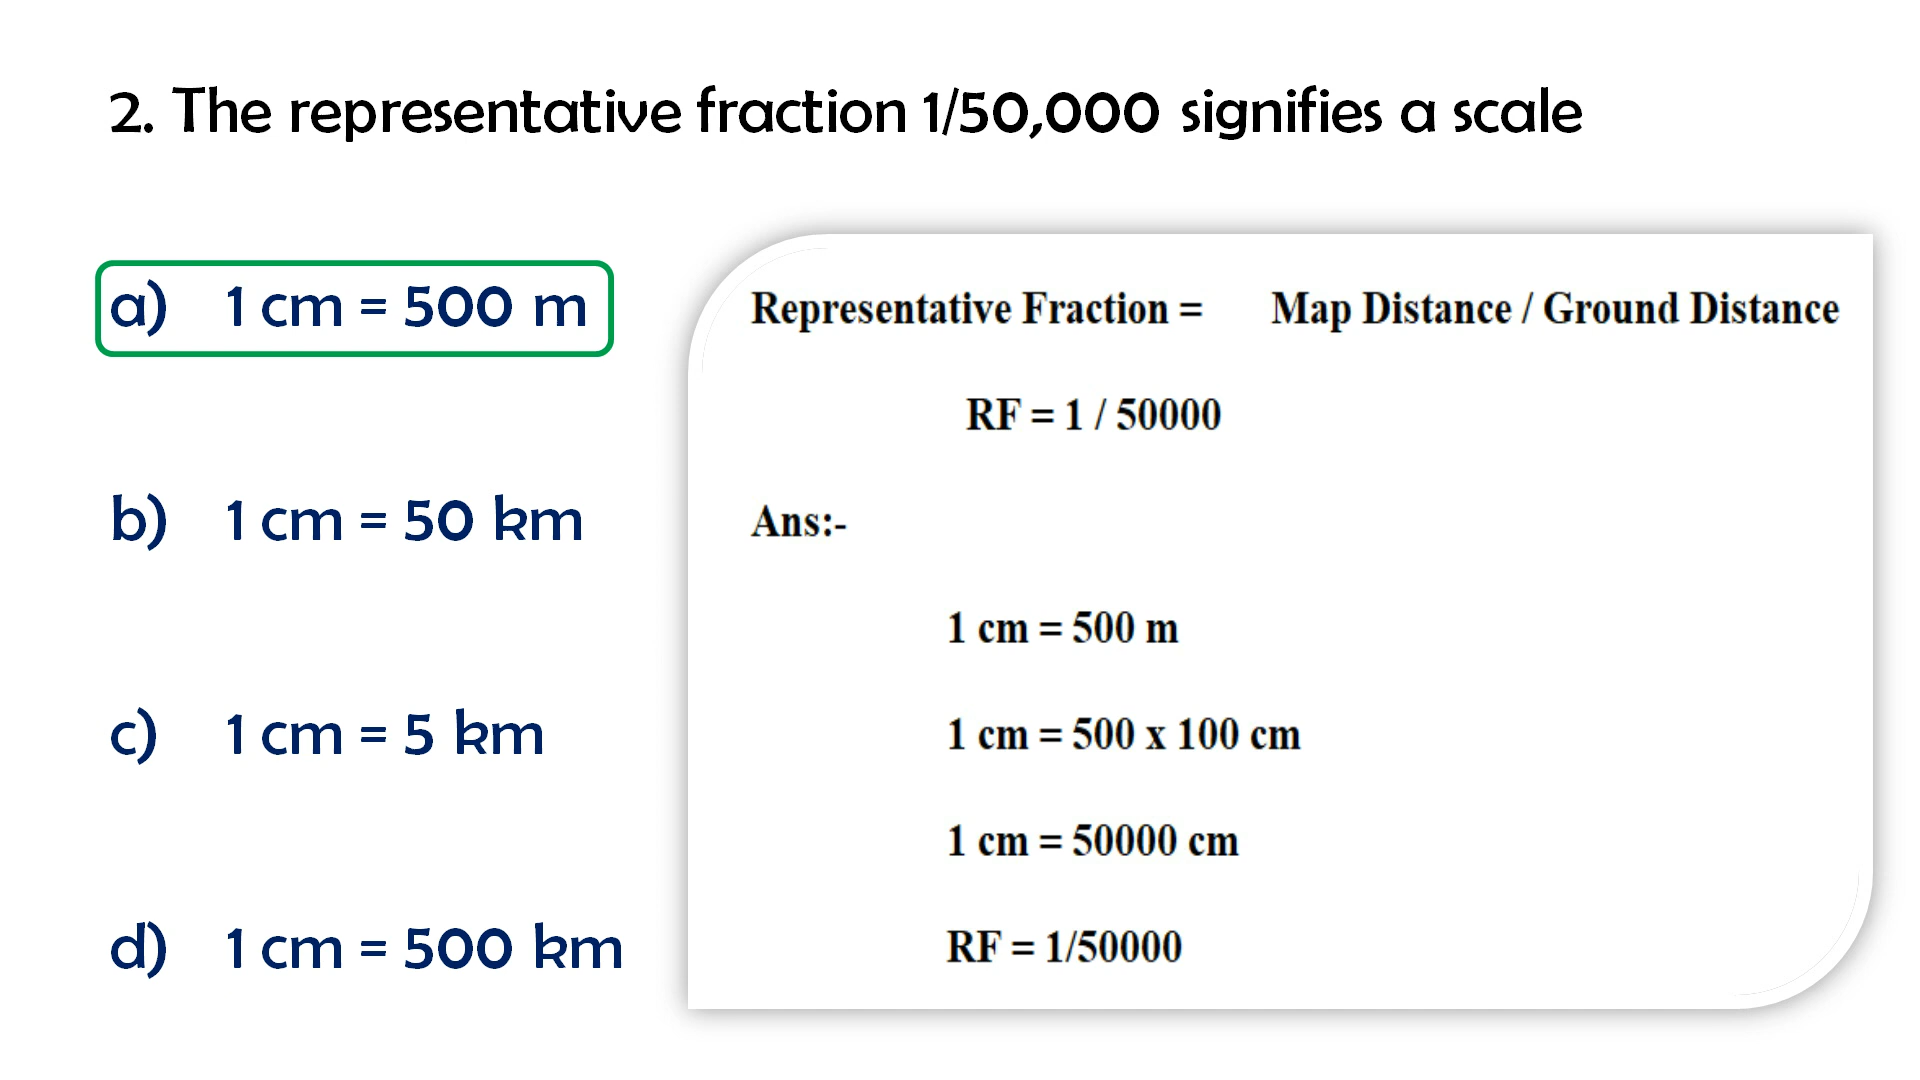 2. The representative fraction 1/50,000 signifies a scale
a) 1 cm = 500 m
b) 1 cm = 50 km
c) 1 cm = 5 km
d) 1 cm = 500 km
Representative Fraction = Map Distance / Ground Distance
RF = 1 / 50000
Ans:-
1 cm = 500 m
1 cm = 500 x 100 cm
1 cm = 50000 cm
RF = 1/50000